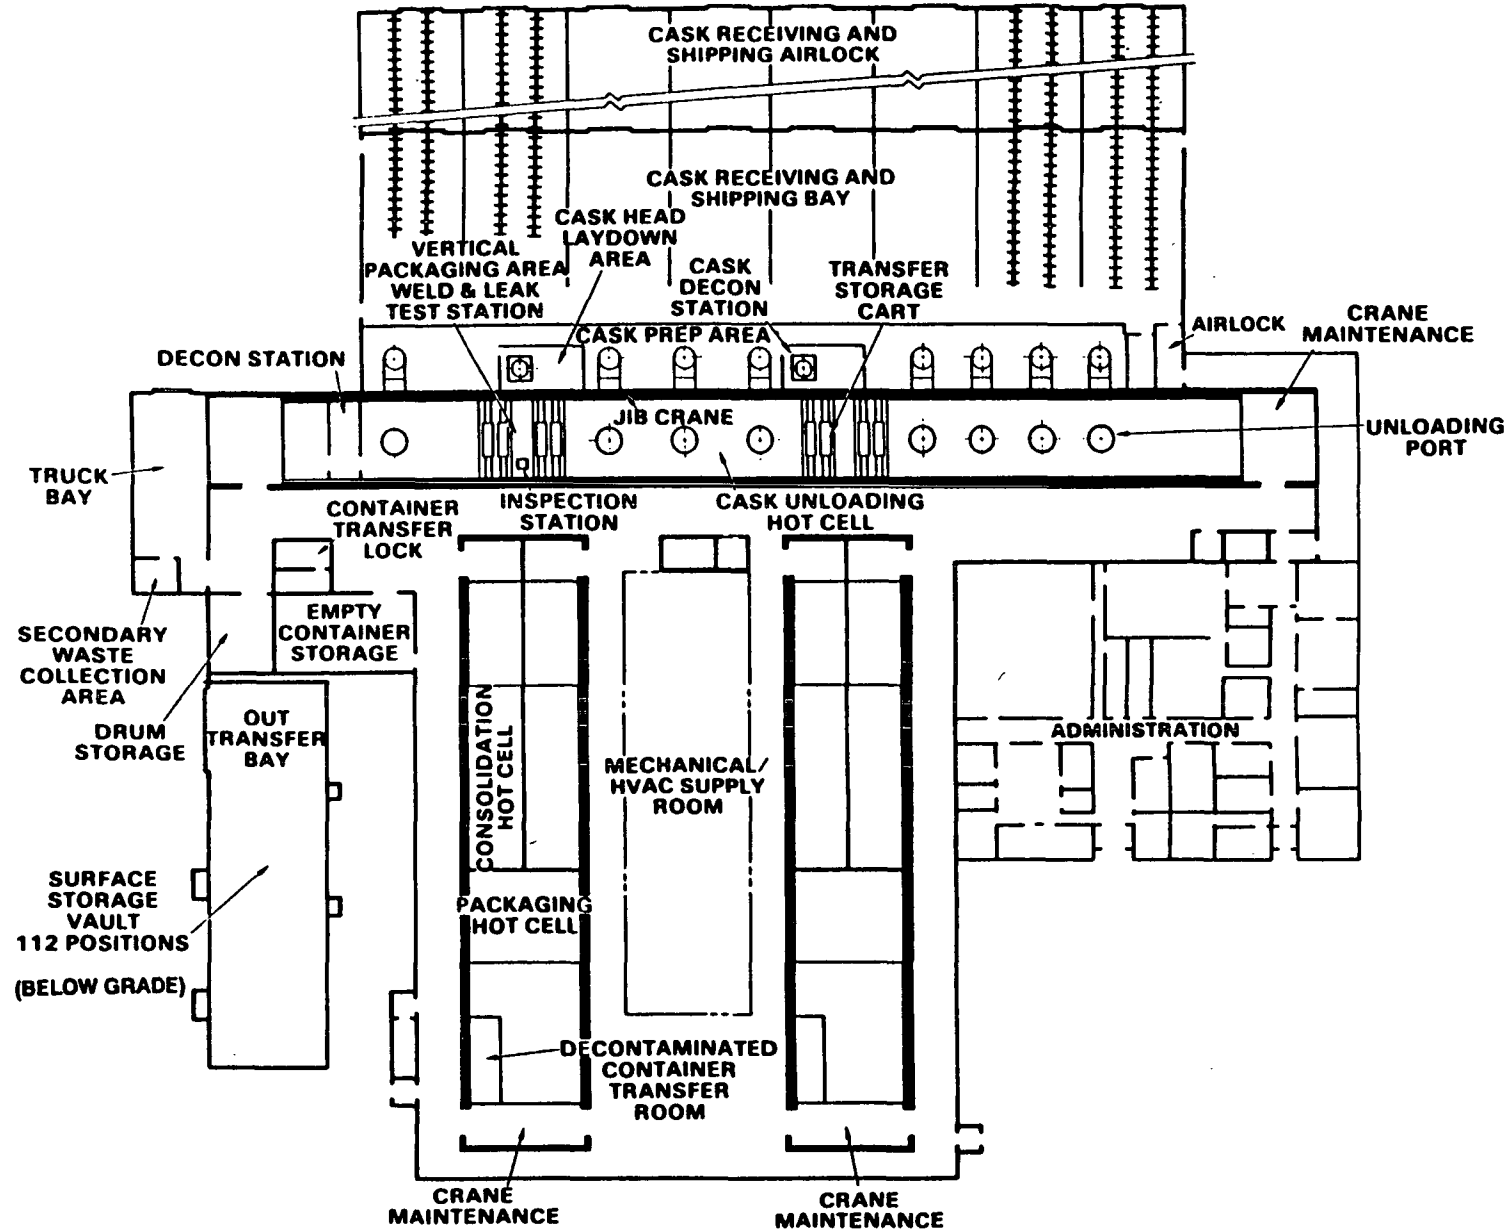 CASK RECEIVING AND
SHIPPING AIRLOCK
CASK RECEIVING AND
SHIPPING BAY
CASK HEAD
LAYDOWN
AREA
VERTICAL
PACKAGING AREA
WELD & LEAK
TEST STATION
CASK
DECON
STATION
TRANSFER
STORAGE
CART
CRANE
MAINTENANCE
AIRLOCK
CASK PREP AREA
DECON STATION
JIB CRANE
UNLOADING
PORT
TRUCK
BAY
CONTAINER
TRANSFER
LOCK
INSPECTION
STATION
CASK UNLOADING
HOT CELL
EMPTY
CONTAINER
STORAGE
SECONDARY
WASTE
COLLECTION
AREA
DRUM
STORAGE
OUT
TRANSFER
BAY
CONSOLIDATION
HOT CELL
MECHANICAL/
HVAC SUPPLY
ROOM
ADMINISTRATION
SURFACE
STORAGE
VAULT
112 POSITIONS
(BELOW GRADE)
PACKAGING
HOT CELL
DECONTAMINATED
CONTAINER
TRANSFER
ROOM
CRANE
MAINTENANCE
CRANE
MAINTENANCE